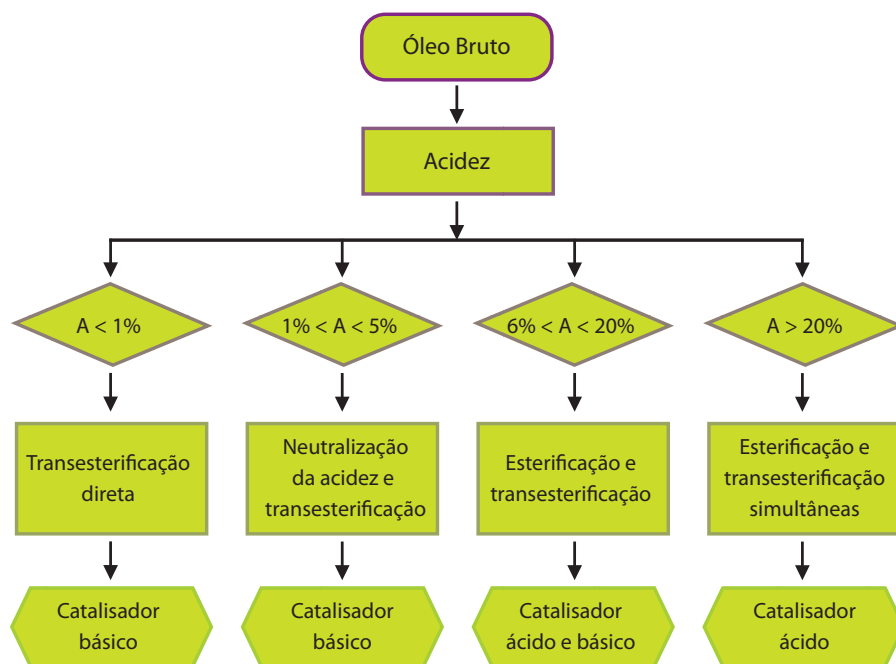 Óleo Bruto
Acidez
A < 1%
1% < A < 5%
6% < A < 20%
A > 20%
Transesterificação
direta
Neutralização
da acidez e
transesterificação
Esterificação e
transesterificação
Esterificação e
transesterificação
simultâneas
Catalisador
básico
Catalisador
básico
Catalisador
ácido e básico
Catalisador
ácido